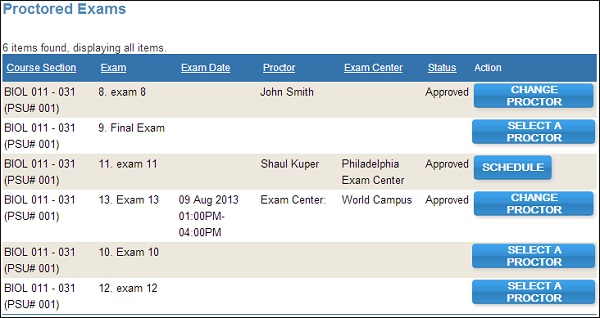 Proctored Exams
6 items found, displaying all items.
Course Section Exam Exam Date Proctor Exam Center Status Action
BIOL 011 - 031 8. exam 8 John Smith Approved CHANGE
(PSU# 001) PROCTOR
BIOL 011 - 031 9. Final Exam SELECT A
(PSU# 001) PROCTOR
BIOL 011 - 031 11. exam 11 Shaul Kuper Philadelphia Approved SCHEDULE
(PSU# 001) Exam Center
BIOL 011 - 031 13. Exam 13 09 Aug 2013 Exam Center: World Campus Approved CHANGE
(PSU# 001) 01:00PM- PROCTOR
04:00PM
BIOL 011 - 031 10. Exam 10 SELECT A
(PSU# 001) PROCTOR
BIOL 011 - 031 12. exam 12 SELECT A
(PSU# 001) PROCTOR